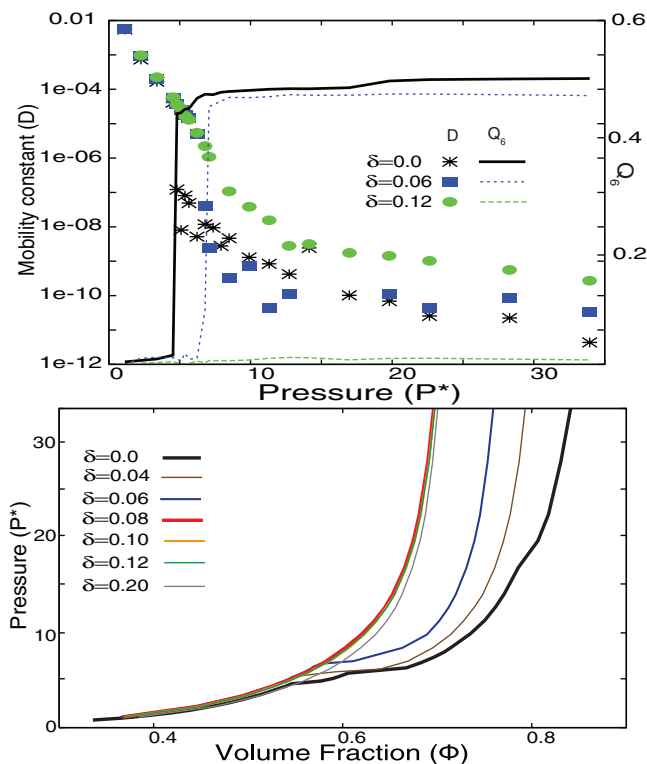 0.01
1e-04
1e-06
1e-08
1e-10
1e-12
Mobility constant (D)
0.6
0.4
0.2
0
Q6
D Q6
δ=0.0
δ=0.06
δ=0.12
0 5 10 20 30
Pressure (P*)
30
20
10
0
Pressure (P*)
δ=0.0
δ=0.04
δ=0.06
δ=0.08
δ=0.10
δ=0.12
δ=0.20
0.4 0.6 0.8
Volume Fraction (Φ)